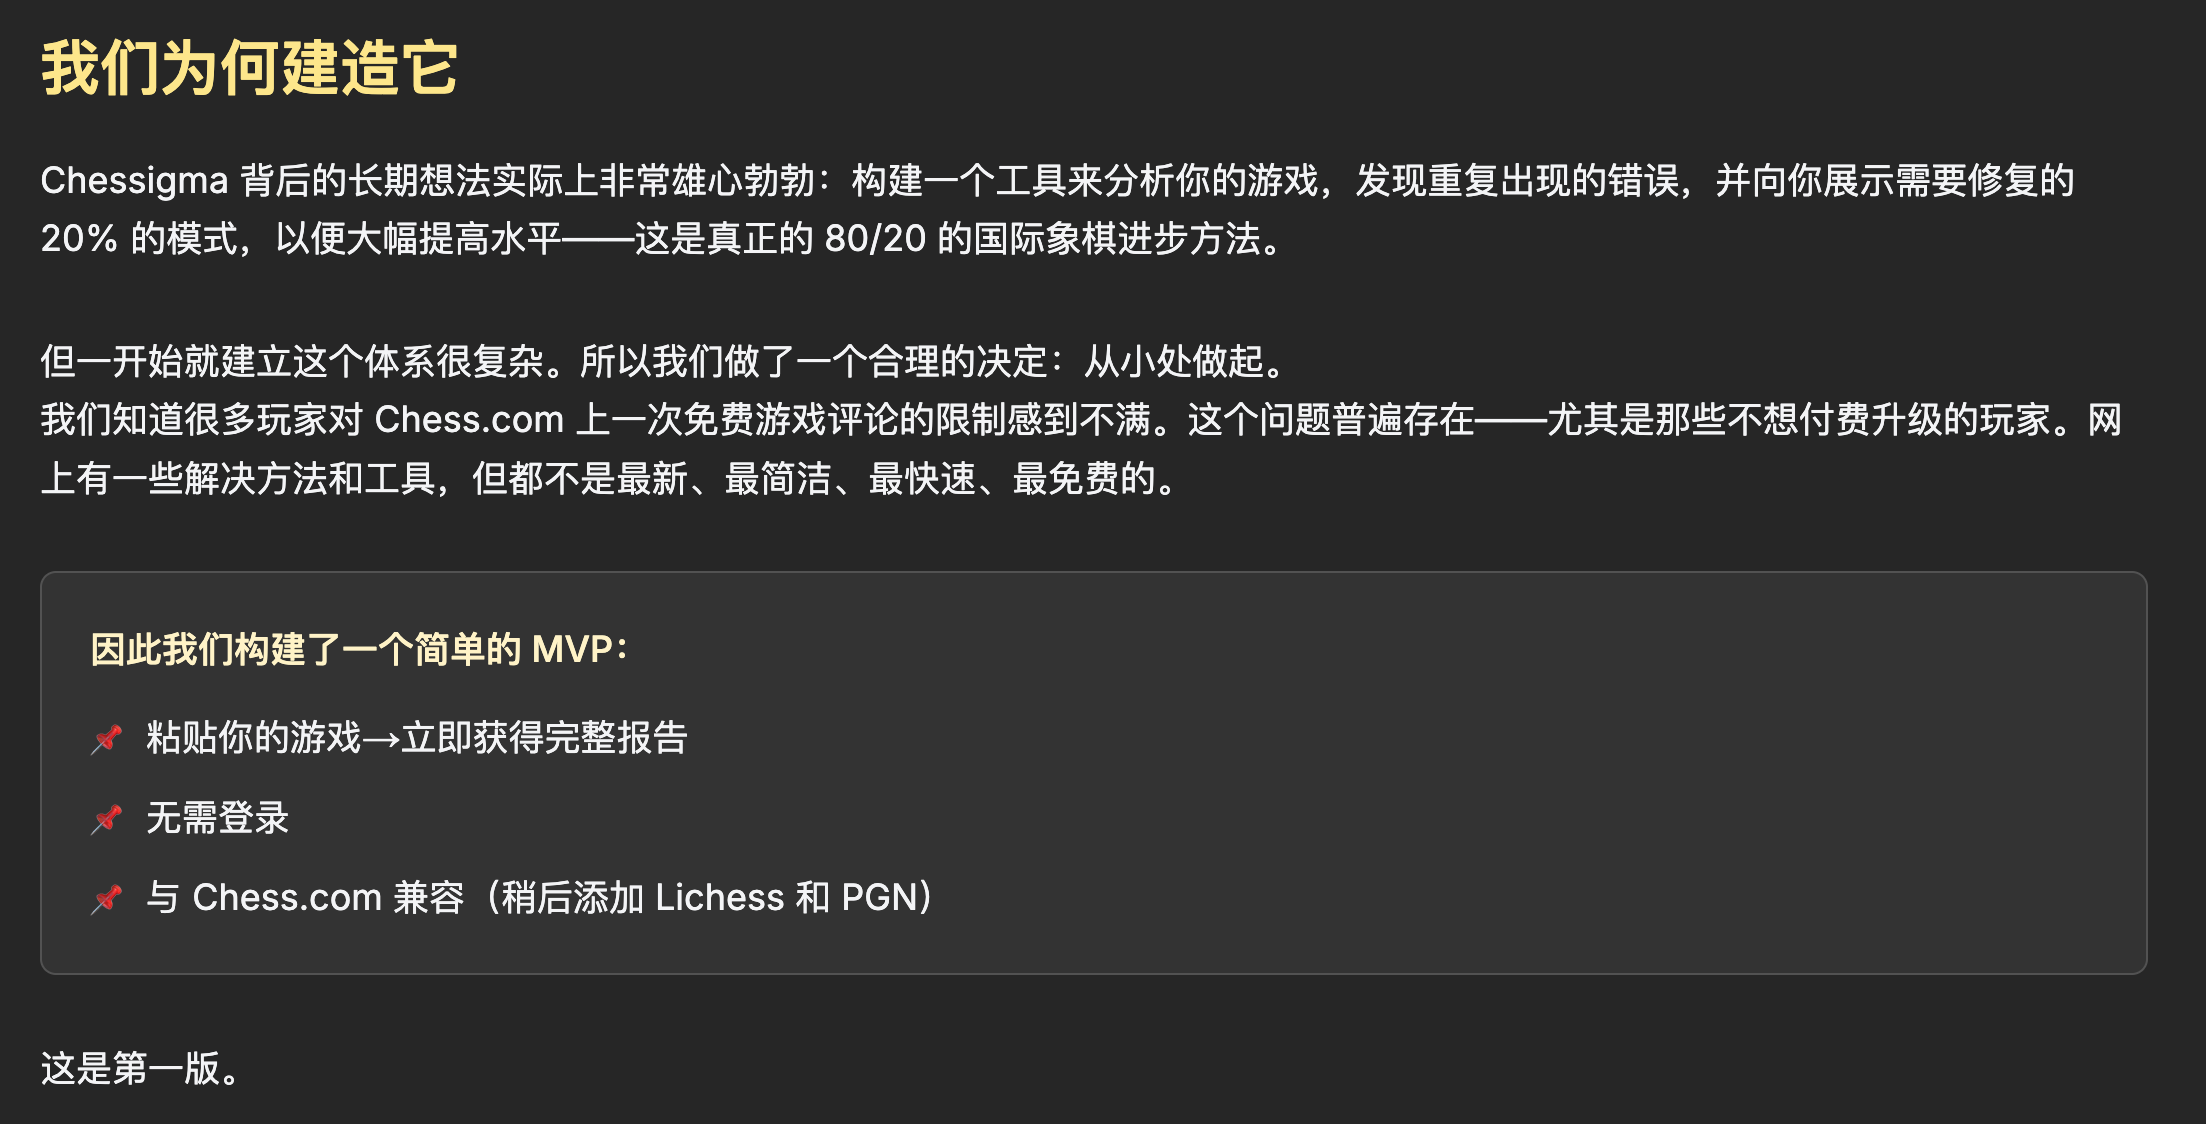 我们为何建造它
Chessigma 背后的长期想法实际上非常雄心勃勃：构建一个工具来分析你的游戏，发现重复出现的错误，并向你展示需要修复的
20% 的模式，以便大幅提高水平——这是真正的 80/20 的国际象棋进步方法。
但一开始就建立这个体系很复杂。所以我们做了一个合理的决定：从小处做起。
我们知道很多玩家对 Chess.com 上一次免费游戏评论的限制感到不满。这个问题普遍存在——尤其是那些不想付费升级的玩家。网
上有一些解决方法和工具，但都不是最新、最简洁、最快速、最免费的。
因此我们构建了一个简单的 MVP：
📌 粘贴你的游戏→立即获得完整报告
📌 无需登录
📌 与 Chess.com 兼容（稍后添加 Lichess 和 PGN）
这是第一版。